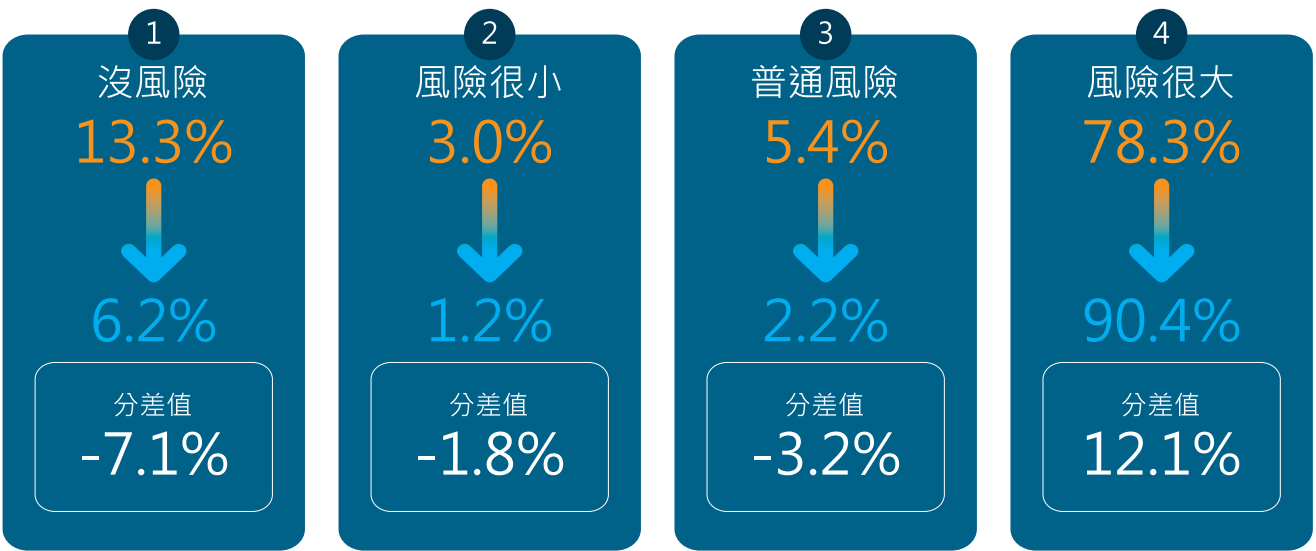 1
沒風險
13.3%
6.2%
分差值
-7.1%
2
風險很小
3.0%
1.2%
分差值
-1.8%
3
普通風險
5.4%
2.2%
分差值
-3.2%
4
風險很大
78.3%
90.4%
分差值
12.1%